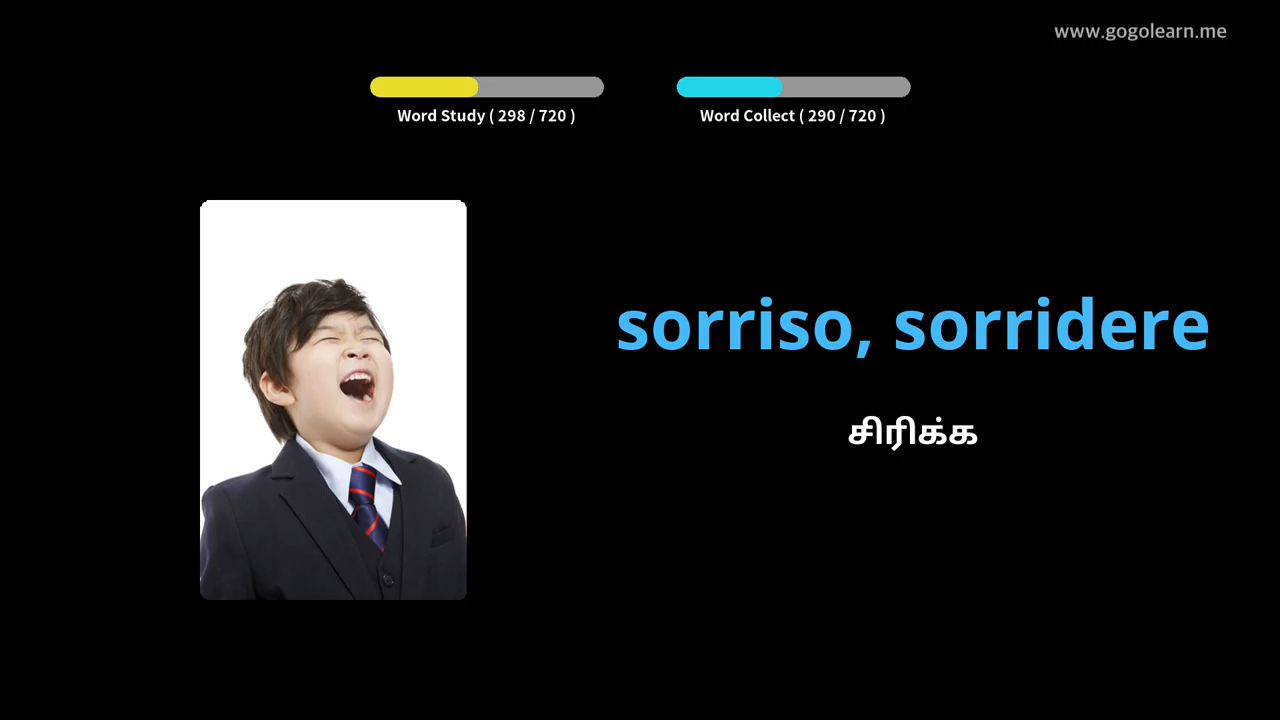 www.gogolearn.me
Word Study ( 298 / 720 )
Word Collect ( 290 / 720 )
sorriso, sorridere
சிரிக்க